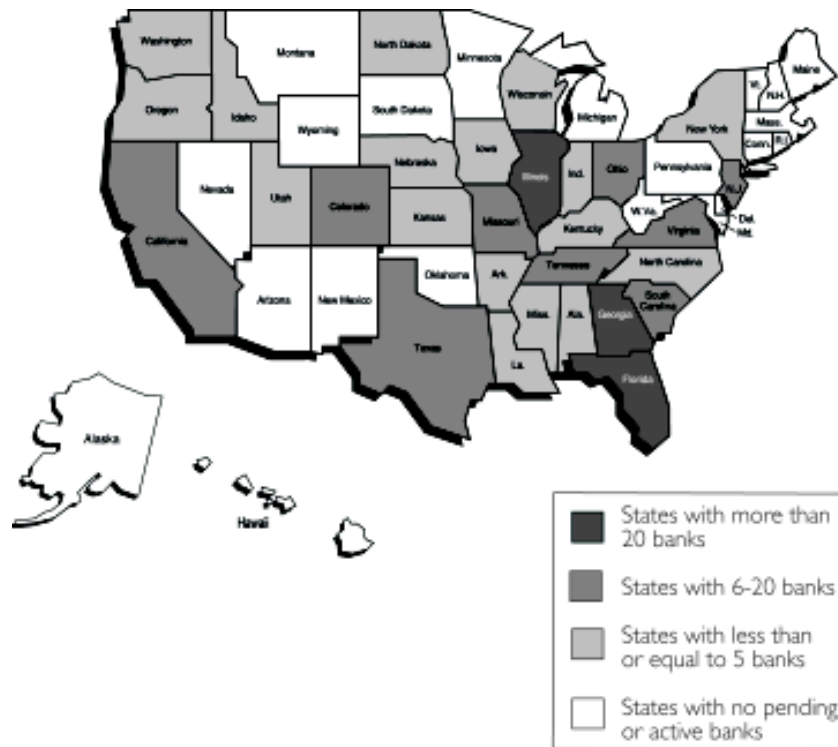 Washington
Montana
North Dakota
Minnesota
Maine
Vt.
N.H.
Oregon
Idaho
South Dakota
Wisconsin
Michigan
New York
Mass.
Conn.
R.I.
Wyoming
Nebraska
Iowa
Illinois
Ind.
Ohio
Pennsylvania
N.J.
Nevada
Utah
Colorado
Kansas
Missouri
Kentucky
W.Va.
Virginia
Del.
Md.
California
Arizona
New Mexico
Oklahoma
Ark.
Tennessee
North Carolina
South
Carolina
Texas
La.
Miss.
Ala.
Georgia
Florida
Alaska
Hawaii
States with more than
20 banks
States with 6-20 banks
States with less than
or equal to 5 banks
States with no pending
or active banks